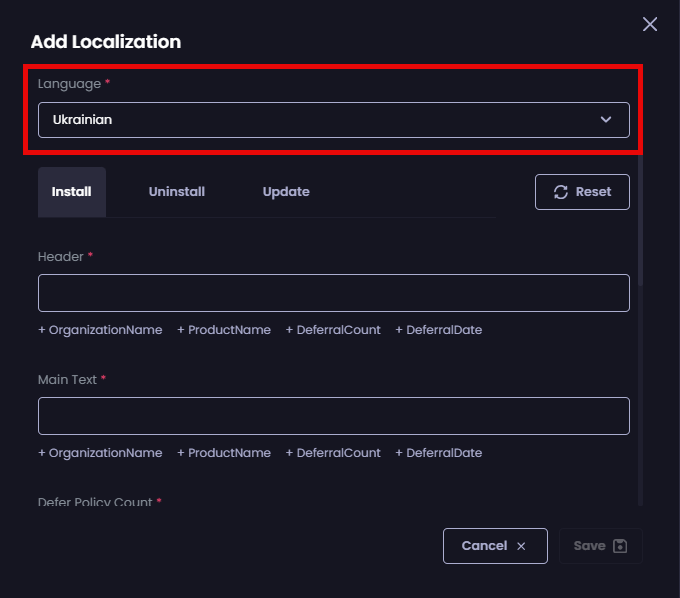 Add Localization
Language *
Ukrainian
Install Uninstall Update Reset
Header *
+ OrganizationName + ProductName + DeferralCount + DeferralDate
Main Text *
+ OrganizationName + ProductName + DeferralCount + DeferralDate
Defer Policy Count *
Cancel Save